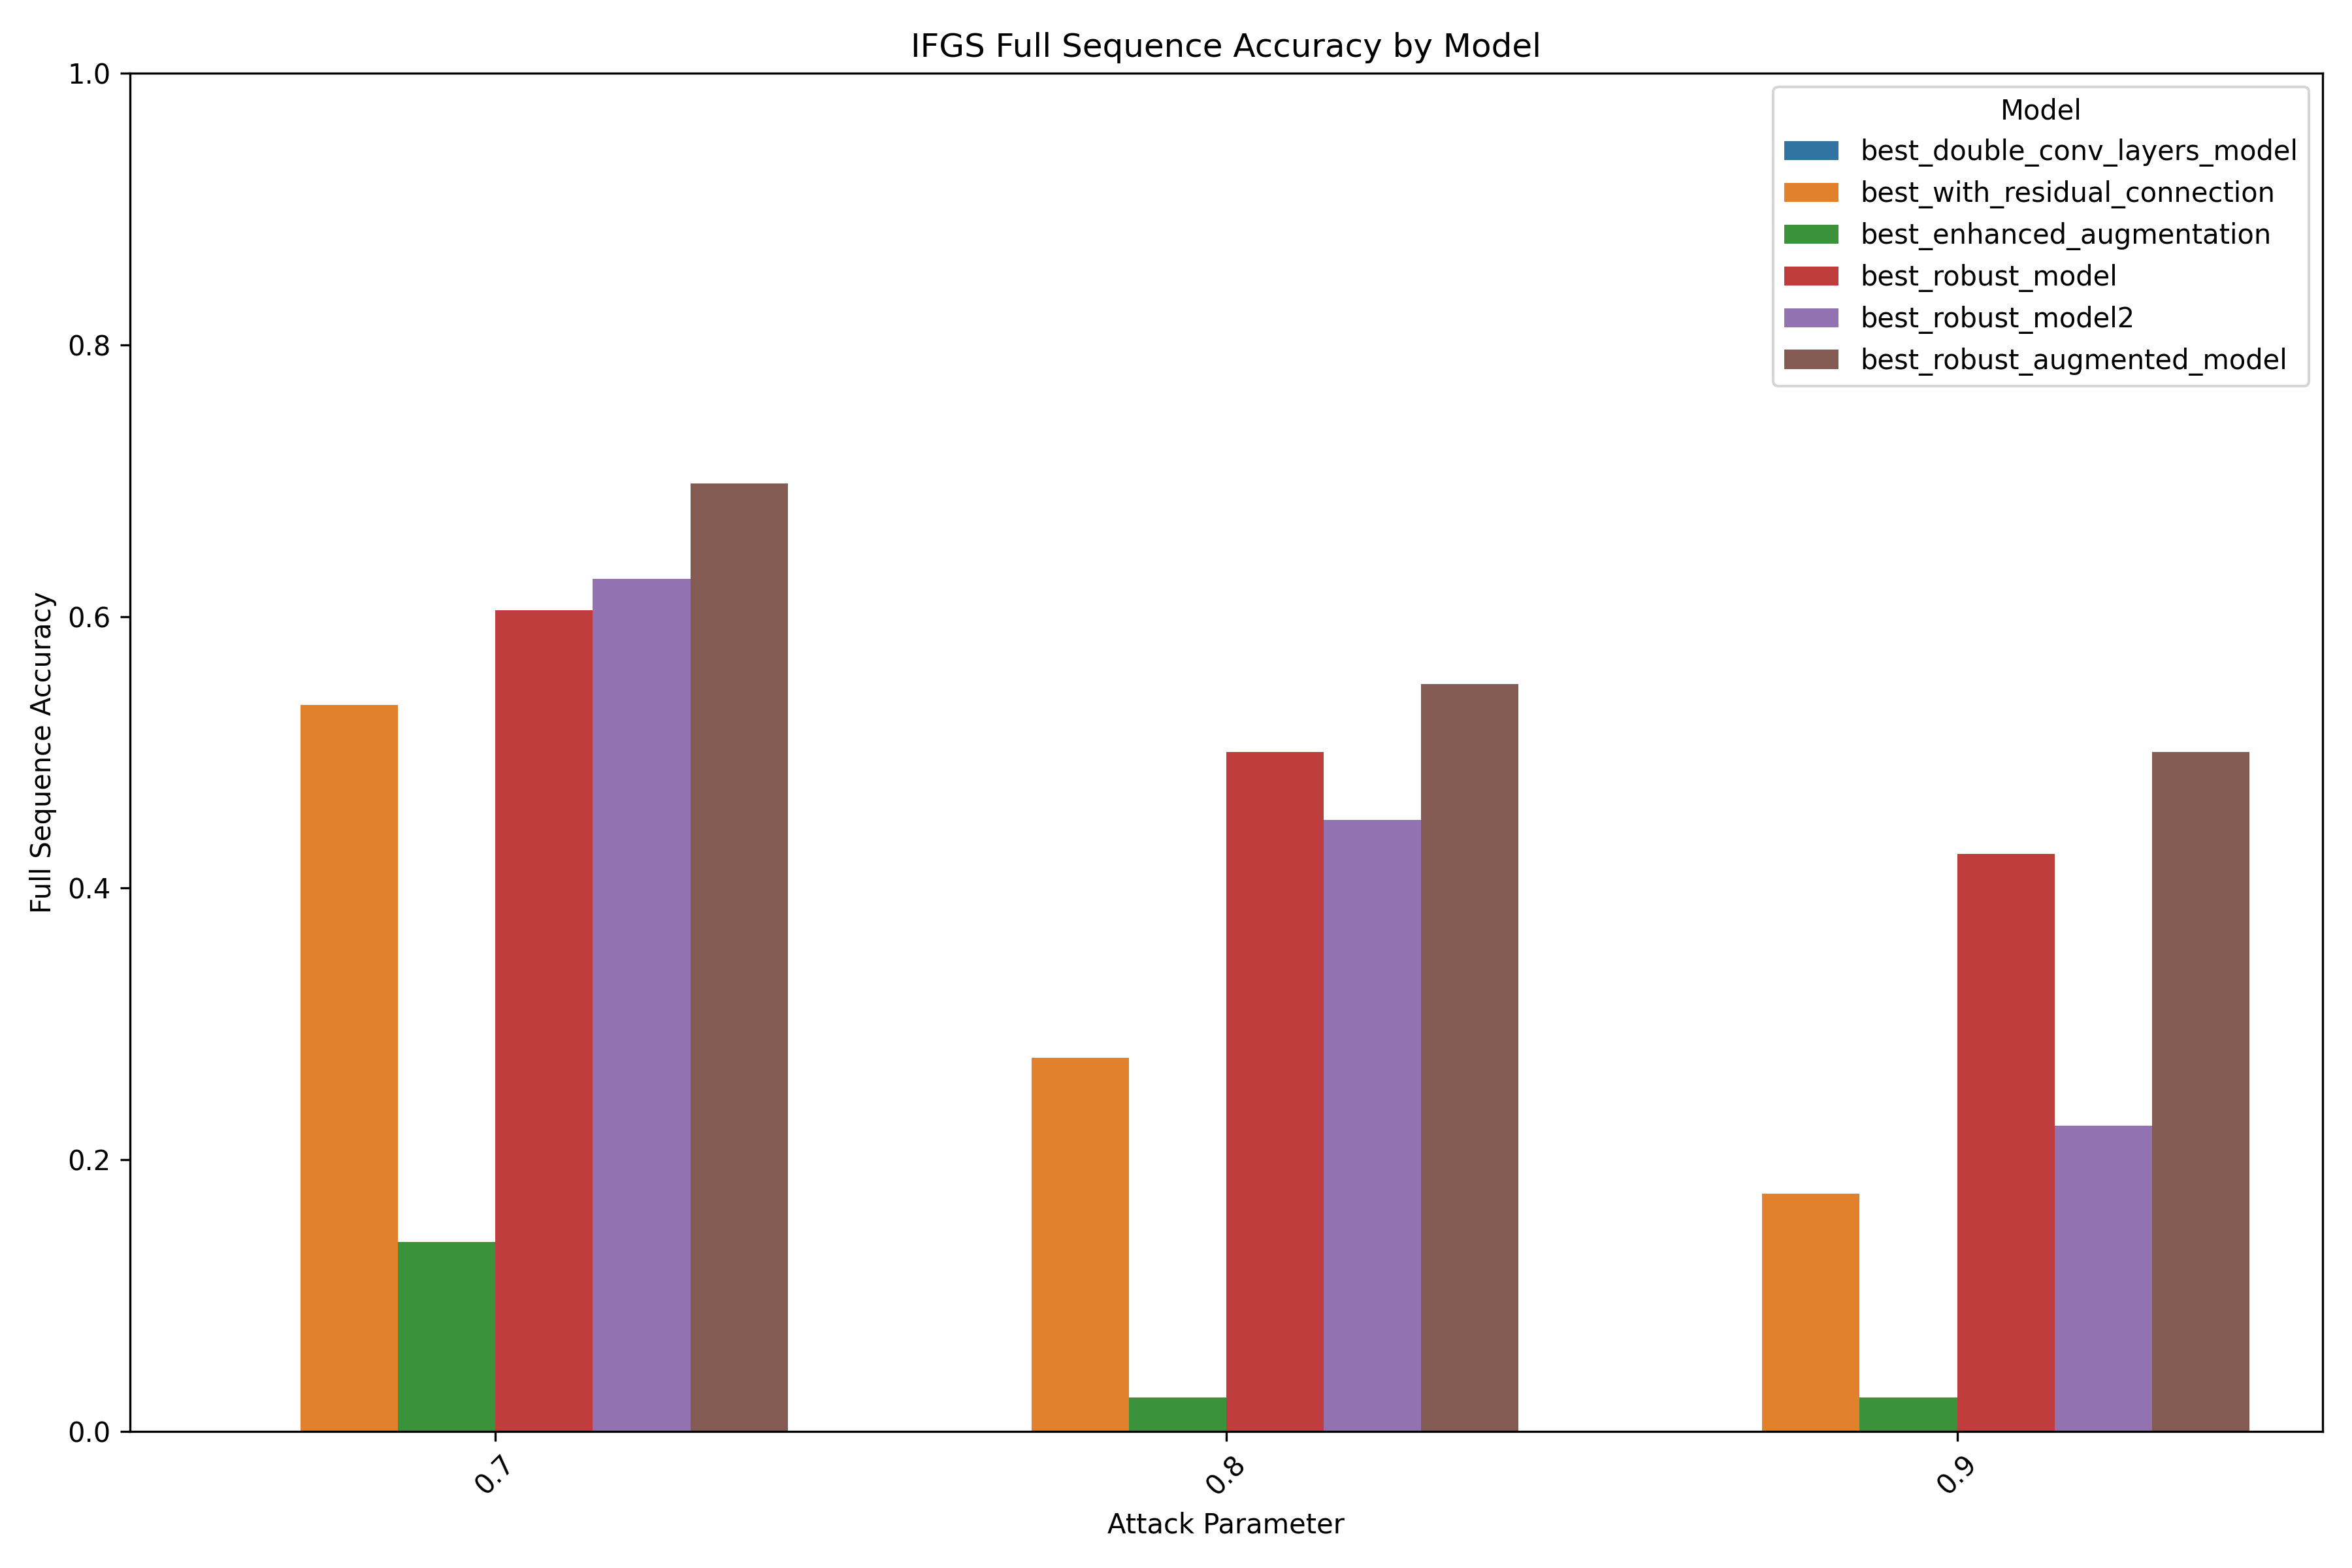 IFGS Full Sequence Accuracy by Model
Model
best_double_conv_layers_model
best_with_residual_connection
best_enhanced_augmentation
best_robust_model
best_robust_model2
best_robust_augmented_model
Full Sequence Accuracy
1.0
0.8
0.6
0.4
0.2
0.0
0.7
0.8
0.9
Attack Parameter